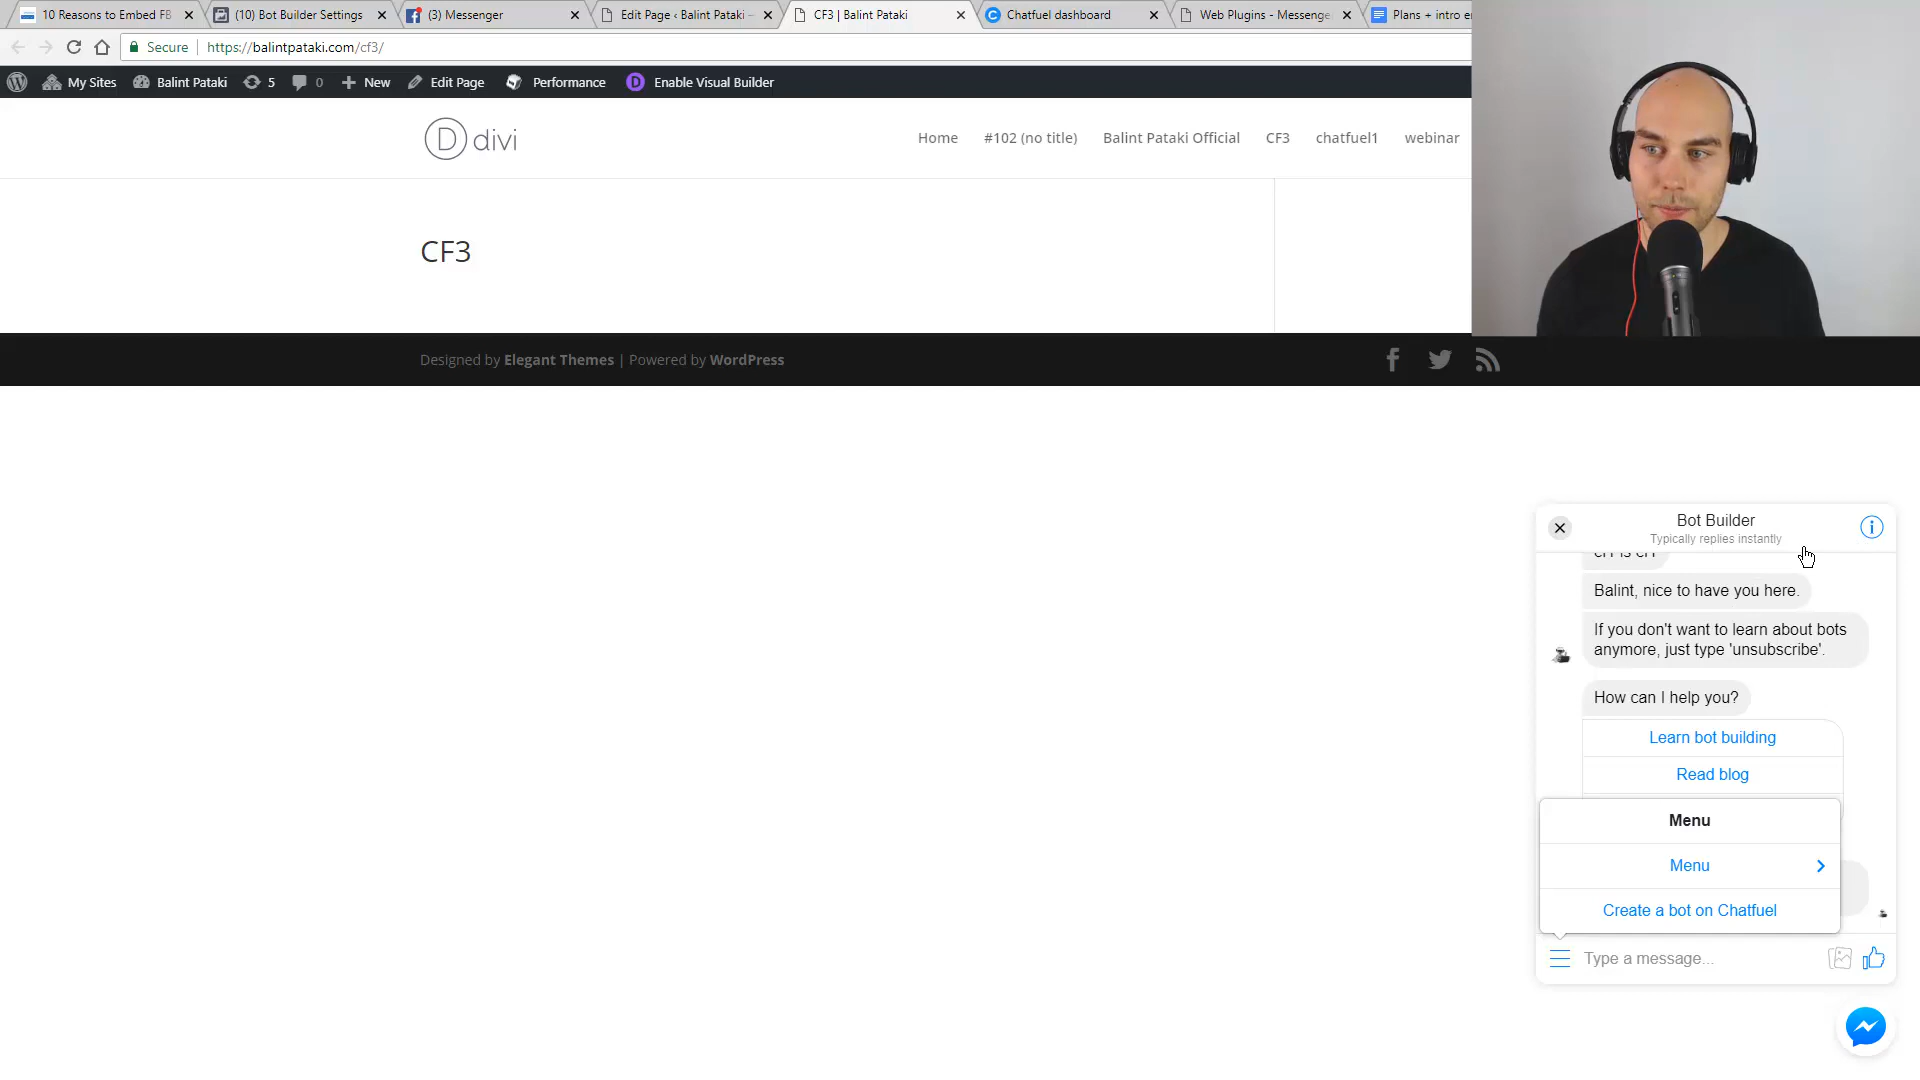 10 Reasons to Embed FB
(10) Bot Builder Settings
(3) Messenger
Edit Page ‹ Balint Pataki —
CF3 | Balint Pataki
Chatfuel dashboard
Web Plugins - Messenge
Plans + intro e
Secure
https://balintpataki.com/cf3/
My Sites
Balint Pataki
5
0
New
Edit Page
Performance
D
Enable Visual Builder
D divi
Home
#102 (no title)
Balint Pataki Official
CF3
chatfuel1
webinar
CF3
Designed by Elegant Themes | Powered by WordPress
Bot Builder
Typically replies instantly
Balint, nice to have you here.
If you don't want to learn about bots
anymore, just type 'unsubscribe'.
How can I help you?
Learn bot building
Read blog
Menu
Menu
Create a bot on Chatfuel
Type a message...